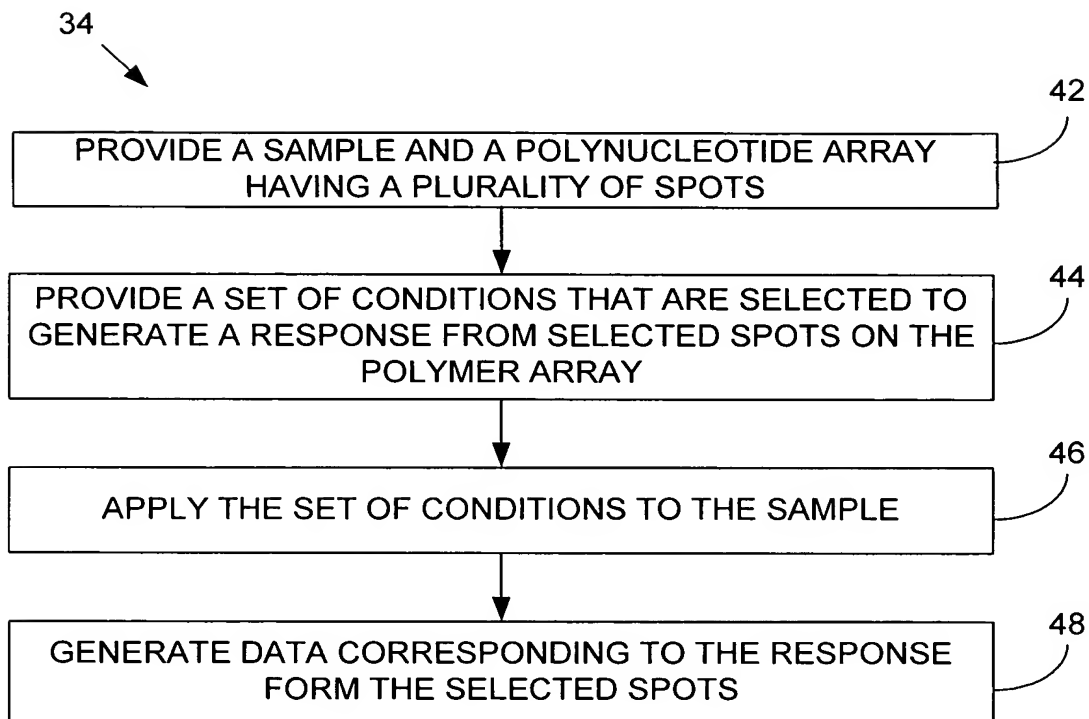 34
42
PROVIDE A SAMPLE AND A POLYNUCLEOTIDE ARRAY
HAVING A PLURALITY OF SPOTS
44
PROVIDE A SET OF CONDITIONS THAT ARE SELECTED TO
GENERATE A RESPONSE FROM SELECTED SPOTS ON THE
POLYMER ARRAY
46
APPLY THE SET OF CONDITIONS TO THE SAMPLE
48
GENERATE DATA CORRESPONDING TO THE RESPONSE
FORM THE SELECTED SPOTS